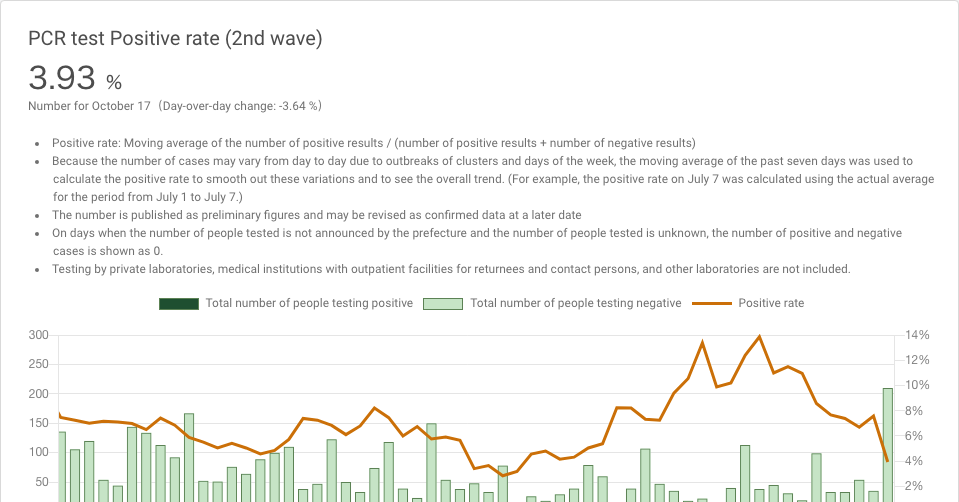 PCR test Positive rate (2nd wave)
3.93 %
Number for October 17 (Day-over-day change: -3.64 %)
• Positive rate: Moving average of the number of positive results / (number of positive results + number of negative results)
• Because the number of cases may vary from day to day due to outbreaks of clusters and days of the week, the moving average of the past seven days was used to
calculate the positive rate to smooth out these variations and to see the overall trend. (For example, the positive rate on July 7 was calculated using the actual average
for the period from July 1 to July 7.)
• The number is published as preliminary figures and may be revised as confirmed data at a later date
• On days when the number of people tested is not announced by the prefecture and the number of people tested is unknown, the number of positive and negative
cases is shown as 0.
• Testing by private laboratories, medical institutions with outpatient facilities for returnees and contact persons, and other laboratories are not included.
Total number of people testing positive Total number of people testing negative Positive rate
300 14%
250 12%
200 10%
150 8%
100 6%
50 4%
2%